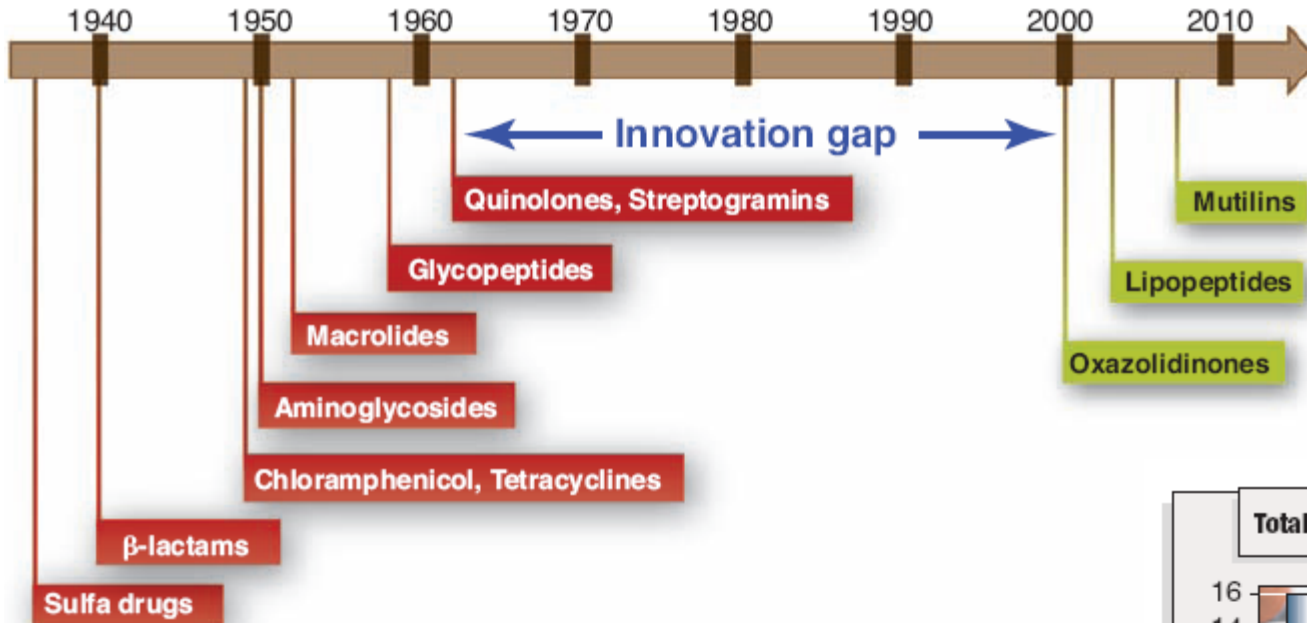 1940 1950 1960 1970 1980 1990 2000 2010
Innovation gap
Quinolones, Streptogramins
Mutilins
Glycopeptides
Lipopeptides
Macrolides
Oxazolidinones
Aminoglycosides
Chloramphenicol, Tetracyclines
β-lactams
Total
16
Sulfa drugs